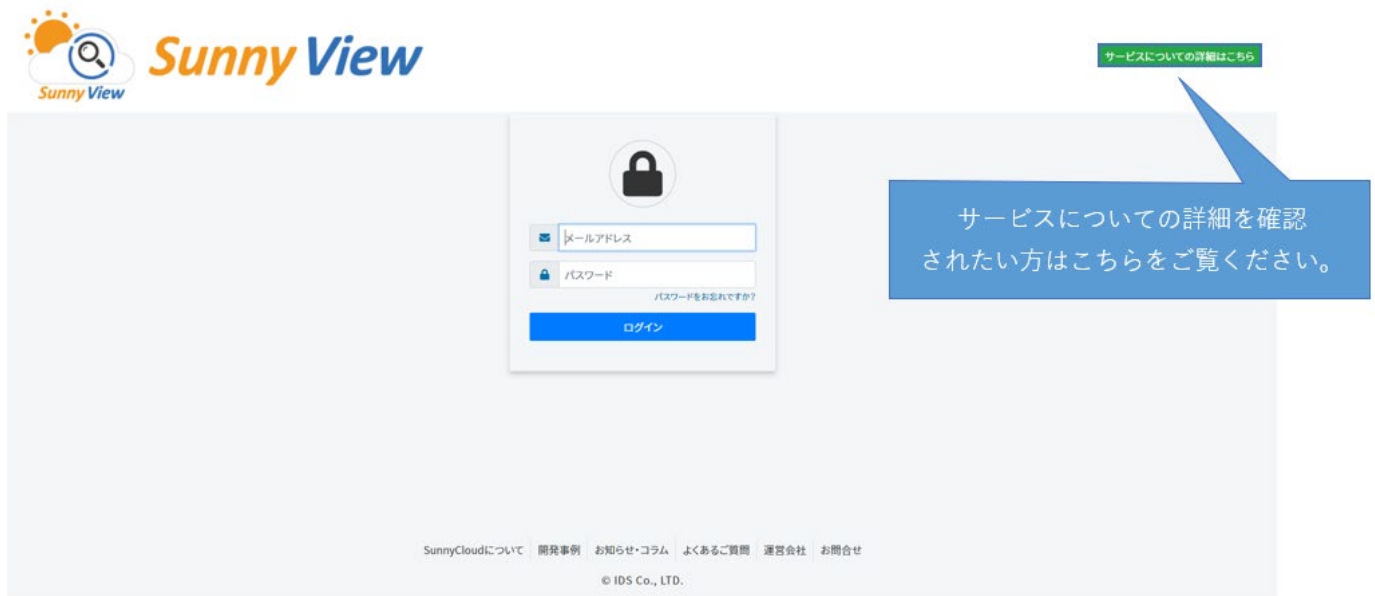 Sunny View
Sunny View
サービスについての詳細はこちら
メールアドレス
パスワード
パスワードをお忘れですか?
ログイン
サービスについての詳細を確認
されたい方はこちらをご覧ください。
SunnyCloudについて 開発事例 お知らせ・コラム よくあるご質問 運営会社 お問合せ
© IDS Co., LTD.